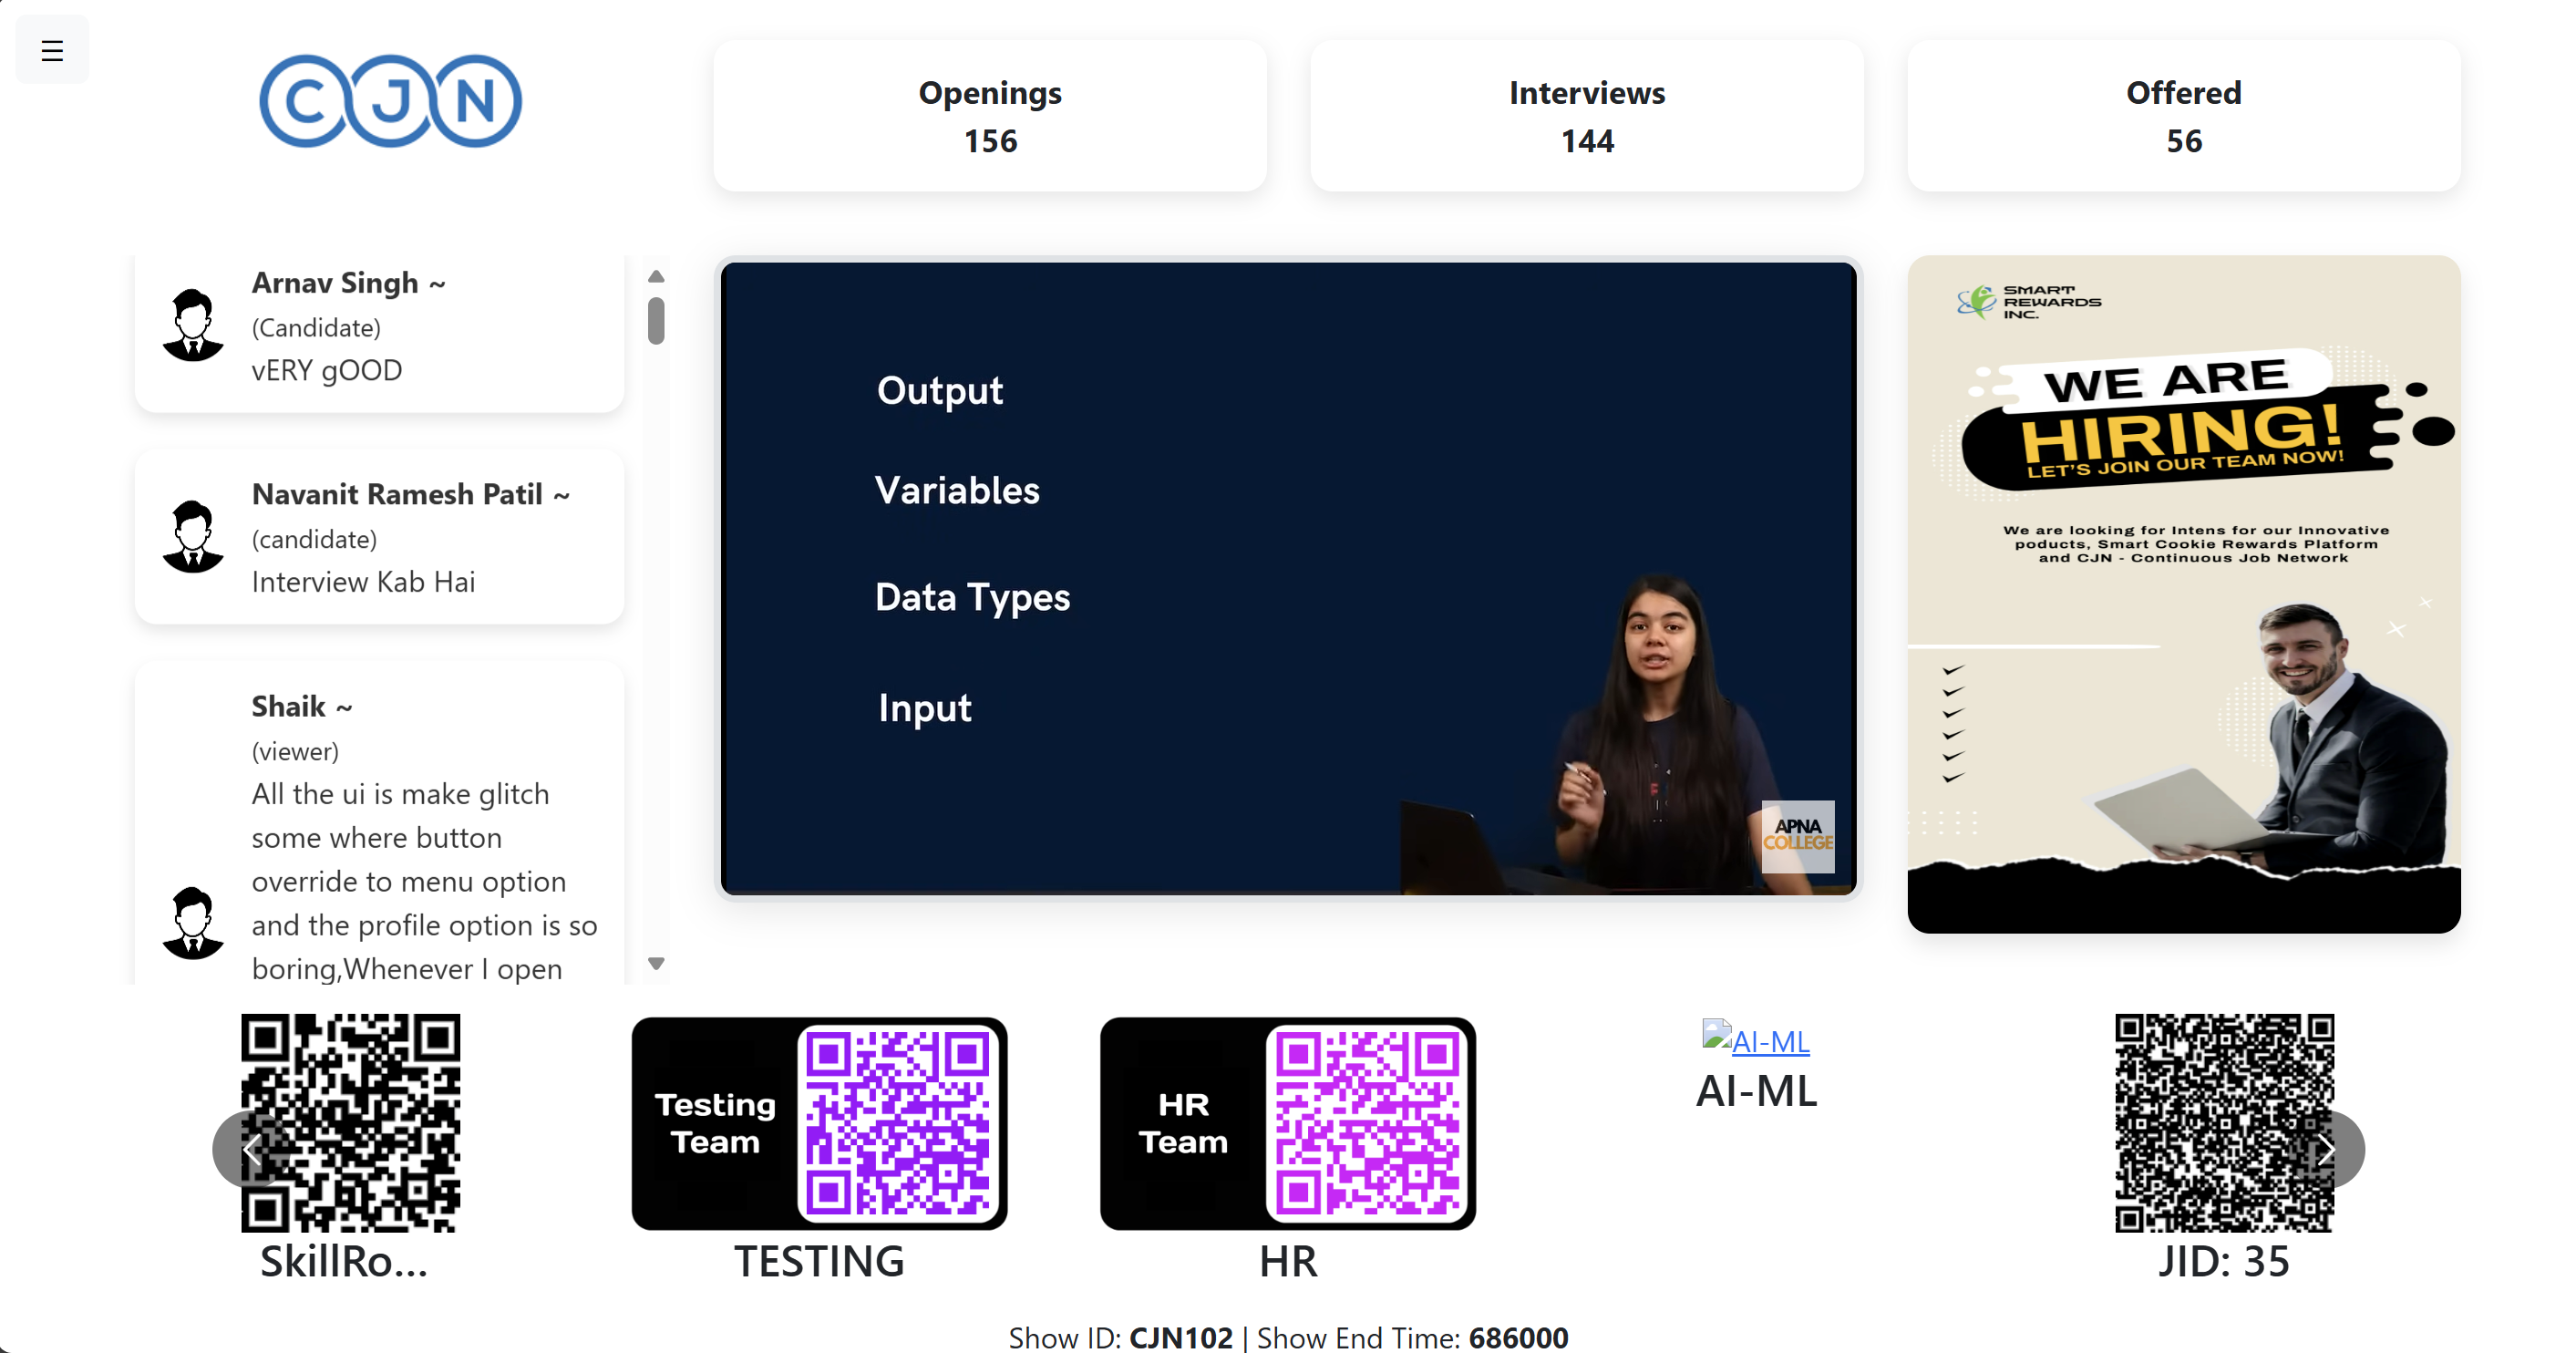 ☰
CJN
Openings
156
Interviews
144
Offered
56
Arnav Singh ~
(Candidate)
vERY gOOD
Navanit Ramesh Patil ~
(candidate)
Interview Kab Hai
Shaik ~
(viewer)
All the ui is make glitch
some where button
override to menu option
and the profile option is so
boring,Whenever I open
Output
Variables
Data Types
Input
APNA
COLLEGE
SMART
REWARDS
INC.
WE ARE
HIRING!
LET'S JOIN OUR TEAM NOW!
We are looking for Intens for our Innovative
poducts, Smart Cookie Rewards Platform
and CJN - Continuous Job Network
SkillRo...
Testing
Team
TESTING
HR
Team
HR
AI-ML
AI-ML
JID: 35
Show ID: CJN102 | Show End Time: 686000